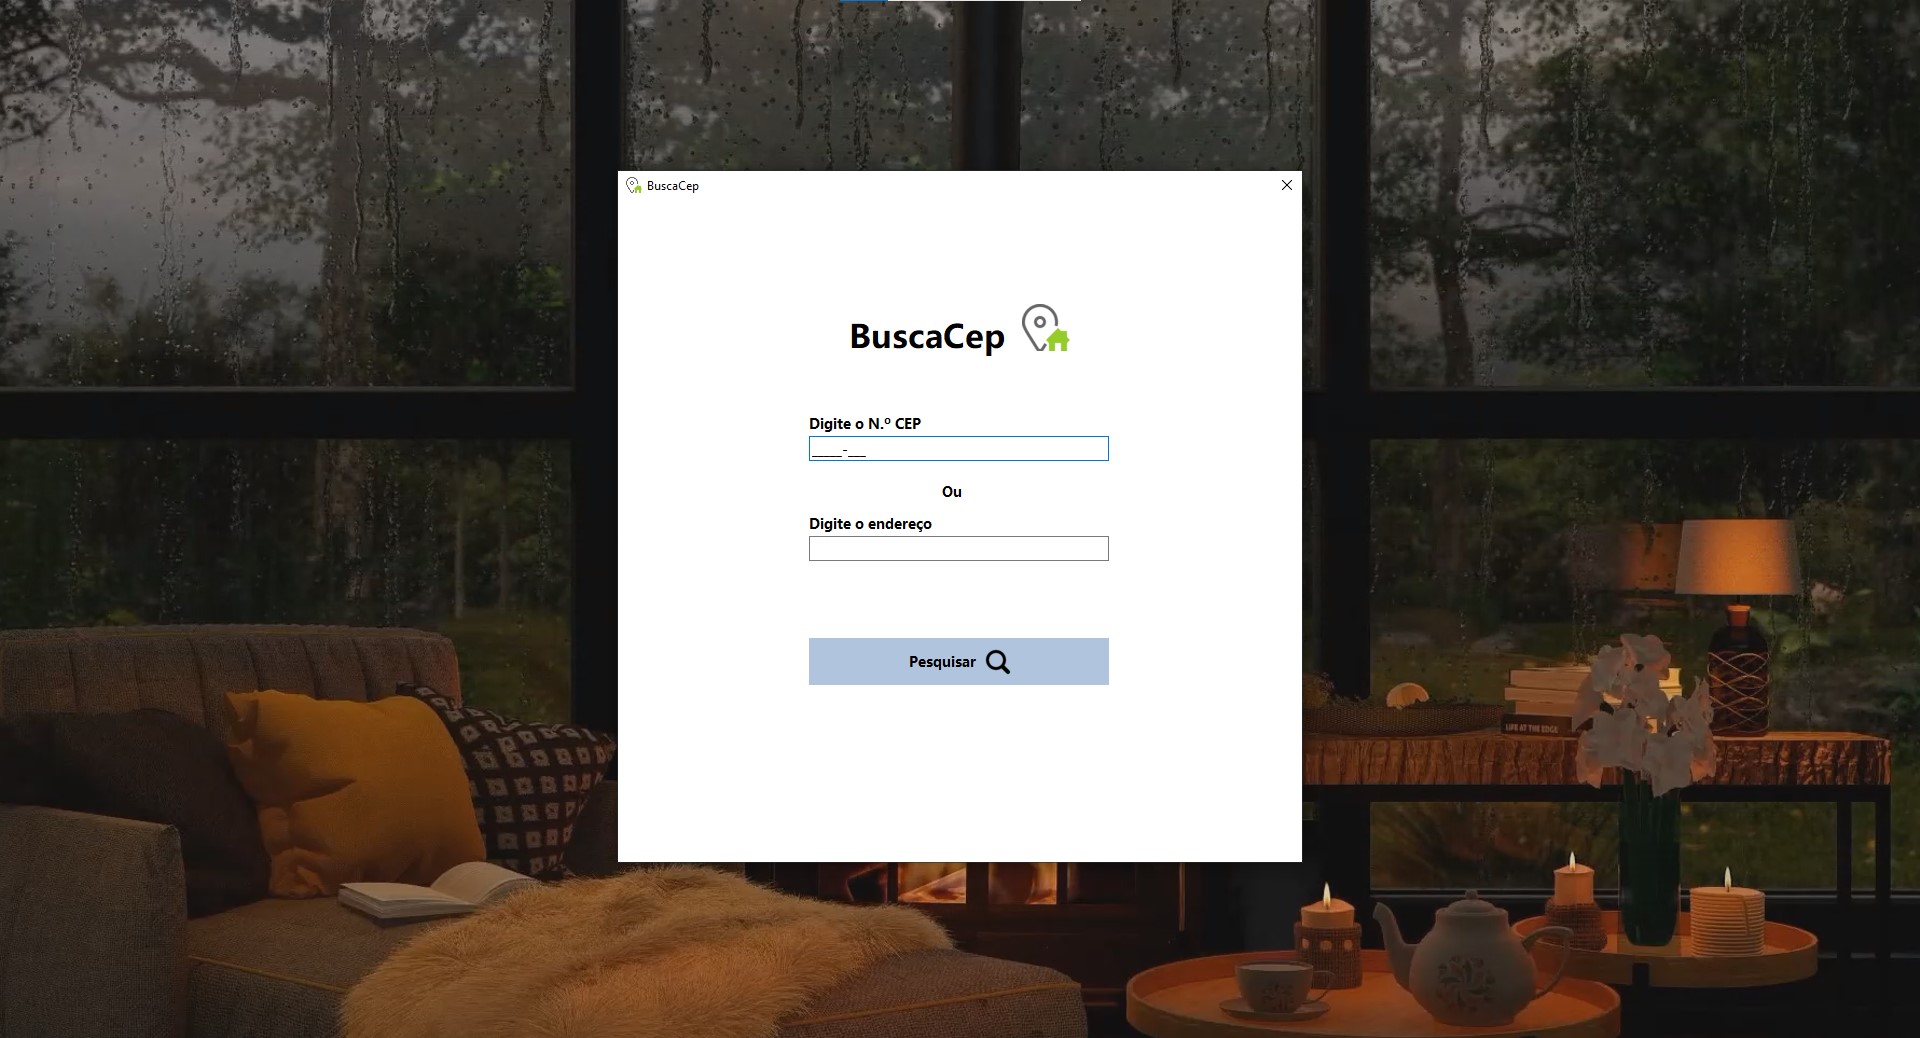 BuscaCep
BuscaCep
Digite o N.º CEP
_____-___
Ou
Digite o endereço
Pesquisar
LIFE AT THE EDGE